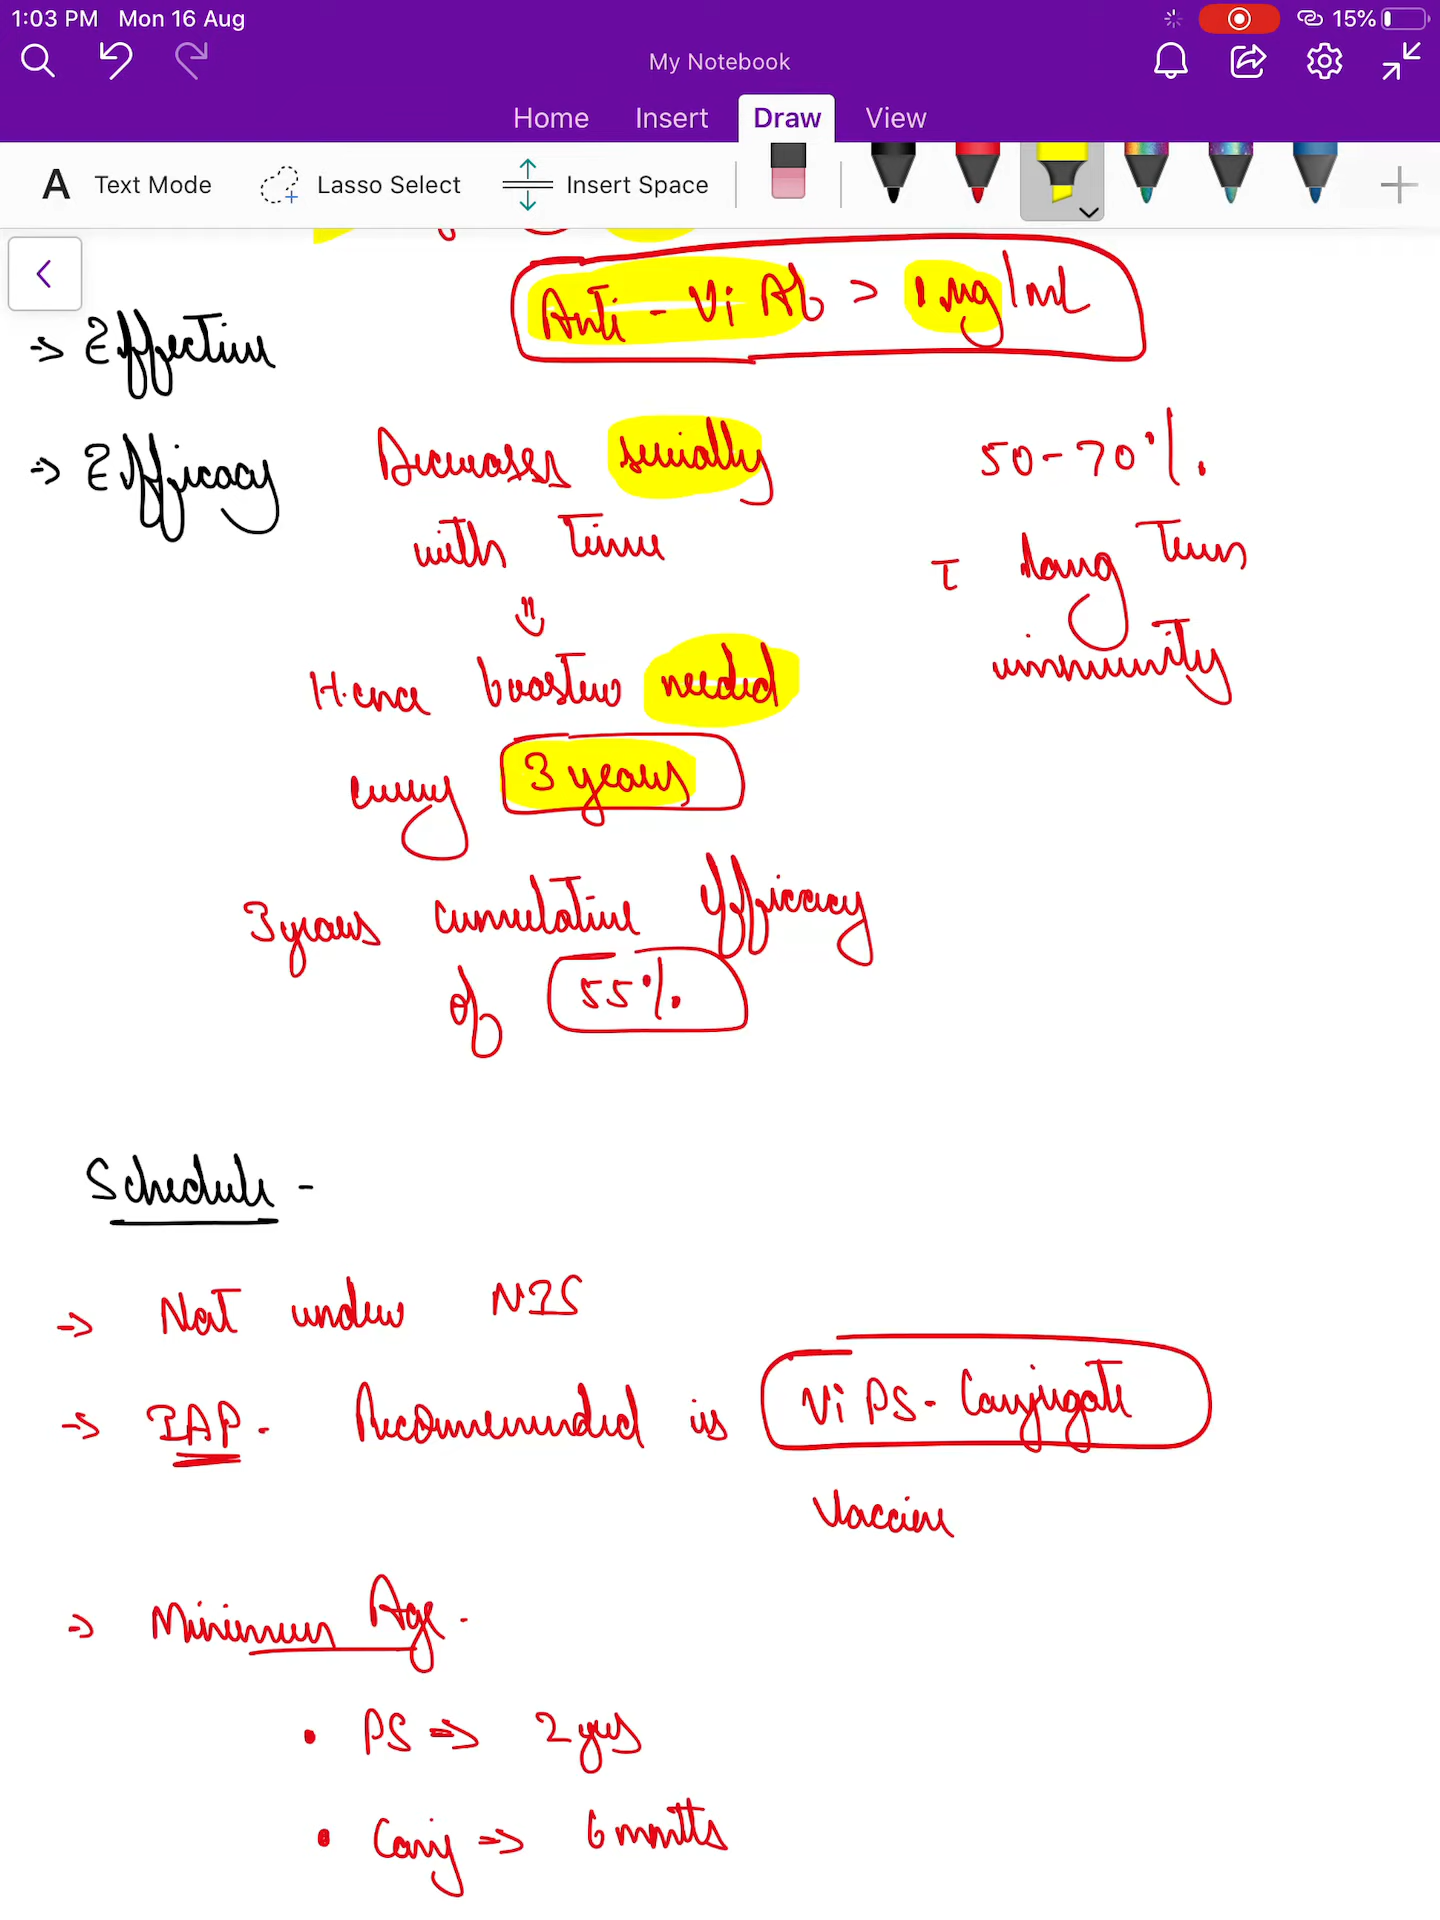 1:03 PM Mon 16 Aug 15%
My Notebook
Home Insert Draw View
A Text Mode Lasso Select Insert Space
Anti - Vi Ab > 1 µg/ml
⇒ Effective
⇒ Efficacy Decreases serially 50-70%.
with time
Long Term
immunity
Hence booster needed
every 3 years
3 years cumulative efficacy
of 55%.
Schedule -
⇒ Not under NIS
⇒ IAP - Recommended is Vi PS - Conjugate
Vaccine
⇒ Minimum Age -
• PS ⇒ 2 yrs
• Conj ⇒ 6 months